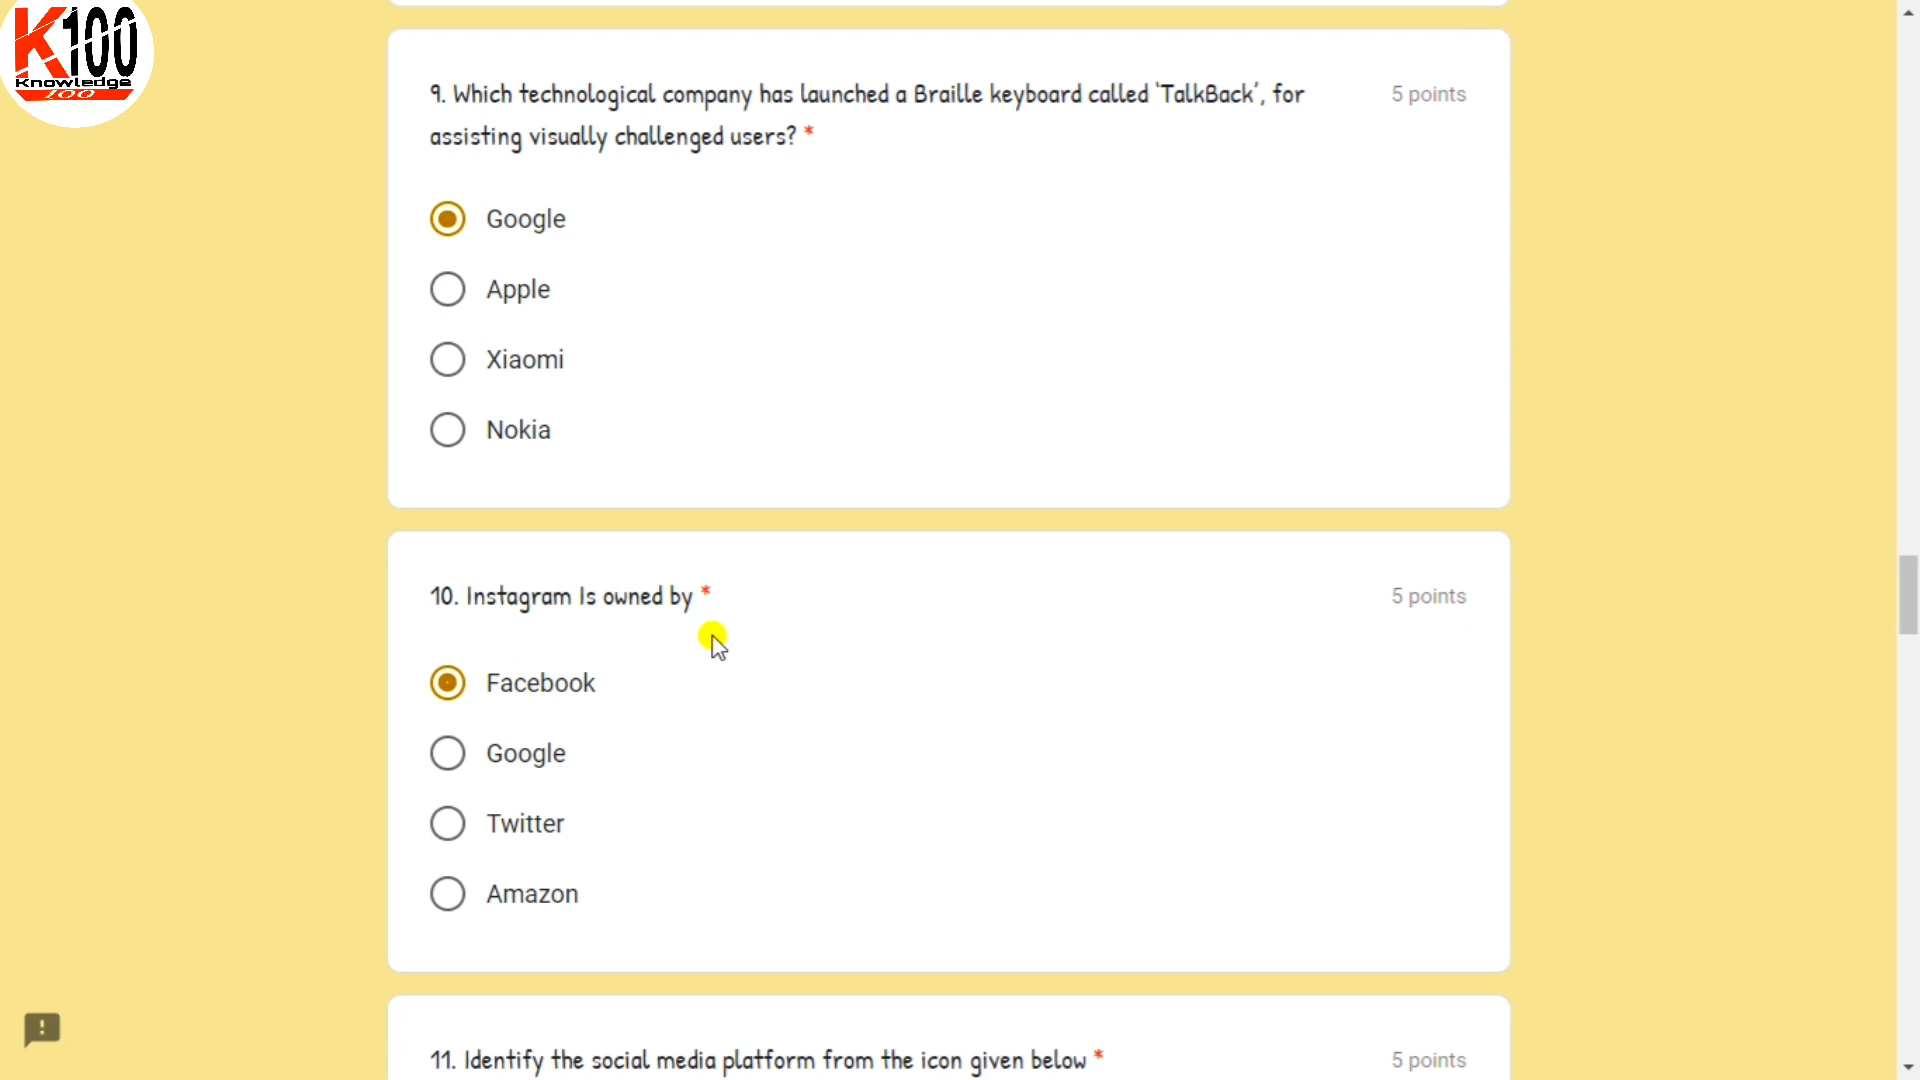 K100
Knowledge
100
9. Which technological company has launched a Braille keyboard called ‘TalkBack’, for
assisting visually challenged users? *
5 points
Google
Apple
Xiaomi
Nokia
10. Instagram Is owned by *
5 points
Facebook
Google
Twitter
Amazon
11. Identify the social media platform from the icon given below *
5 points